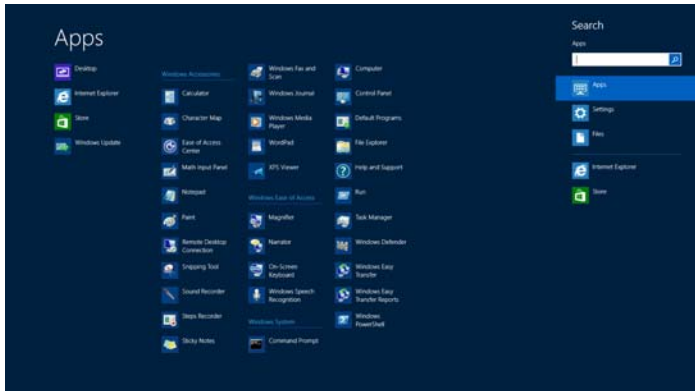 Apps
Desktop
Internet Explorer
Store
Windows Update
Windows Accessories
Calculator
Character Map
Ease of Access
Center
Math Input Panel
Notepad
Paint
Remote Desktop
Connection
Snipping Tool
Sound Recorder
Steps Recorder
Sticky Notes
Windows Fax and
Scan
Windows Journal
Windows Media
Player
WordPad
XPS Viewer
Windows Ease of Access
Magnifier
Narrator
On-Screen
Keyboard
Windows Speech
Recognition
Windows System
Command Prompt
Computer
Control Panel
Default Programs
File Explorer
Help and Support
Run
Task Manager
Windows Defender
Windows Easy
Transfer
Windows Easy
Transfer Reports
Windows
PowerShell
Search
Apps
Apps
Settings
Files
Internet Explorer
Store